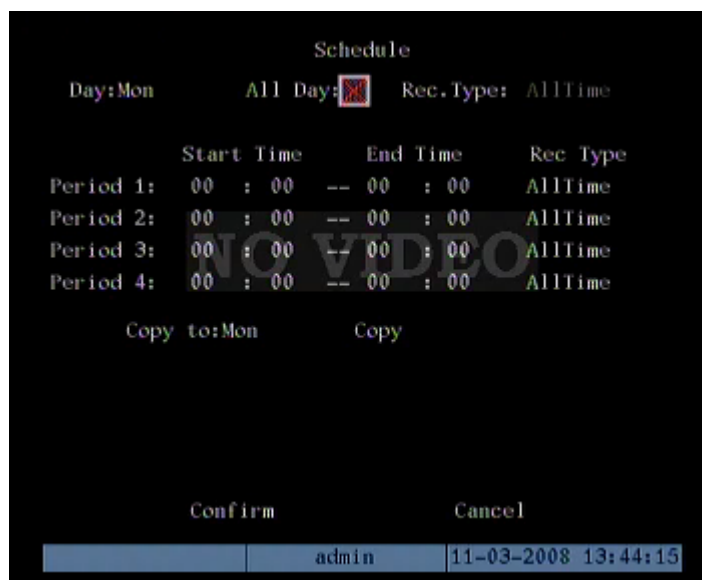 Schedule
Day:Mon All Day: Rec.Type: AllTime
Start Time End Time Rec Type
Period 1: 00 : 00 -- 00 : 00 AllTime
Period 2: 00 : 00 -- 00 : 00 AllTime
Period 3: 00 : 00 -- 00 : 00 AllTime
Period 4: 00 : 00 -- 00 : 00 AllTime
NO VIDEO
Copy to:Mon Copy
Confirm Cancel
admin 11-03-2008 13:44:15